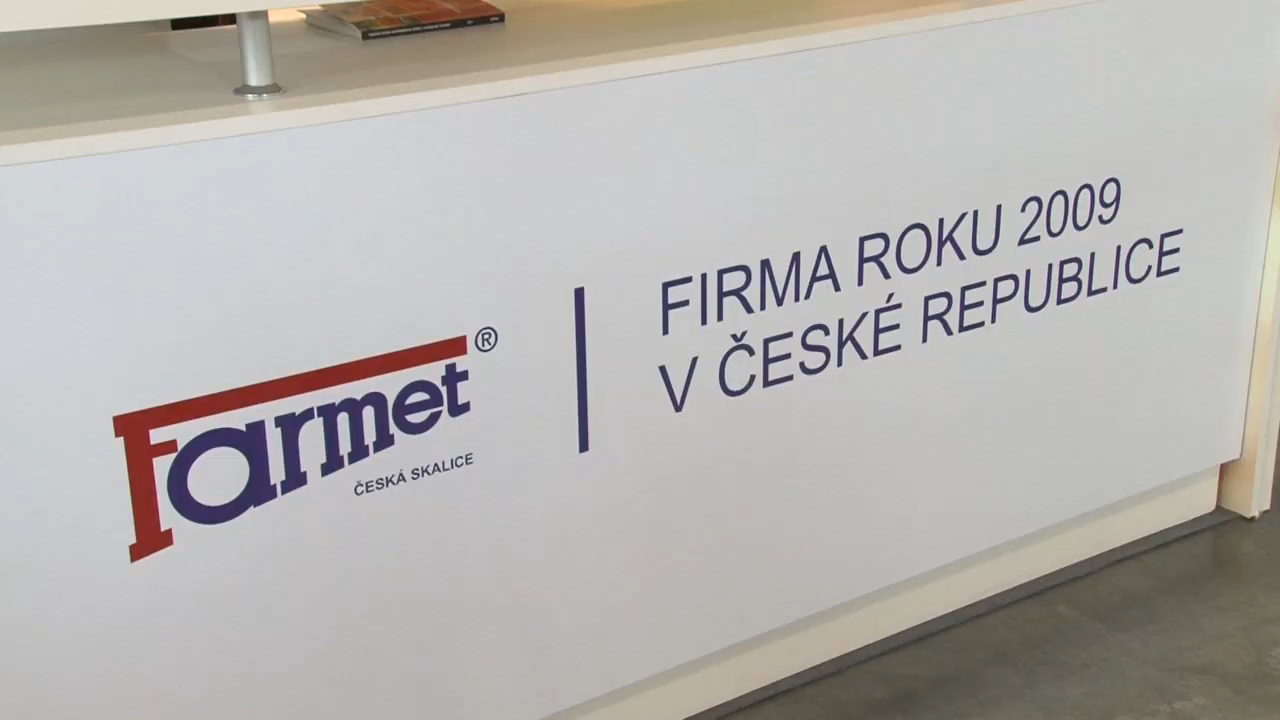 Farmet®
ČESKÁ SKALICE
FIRMA ROKU 2009
V ČESKÉ REPUBLICE